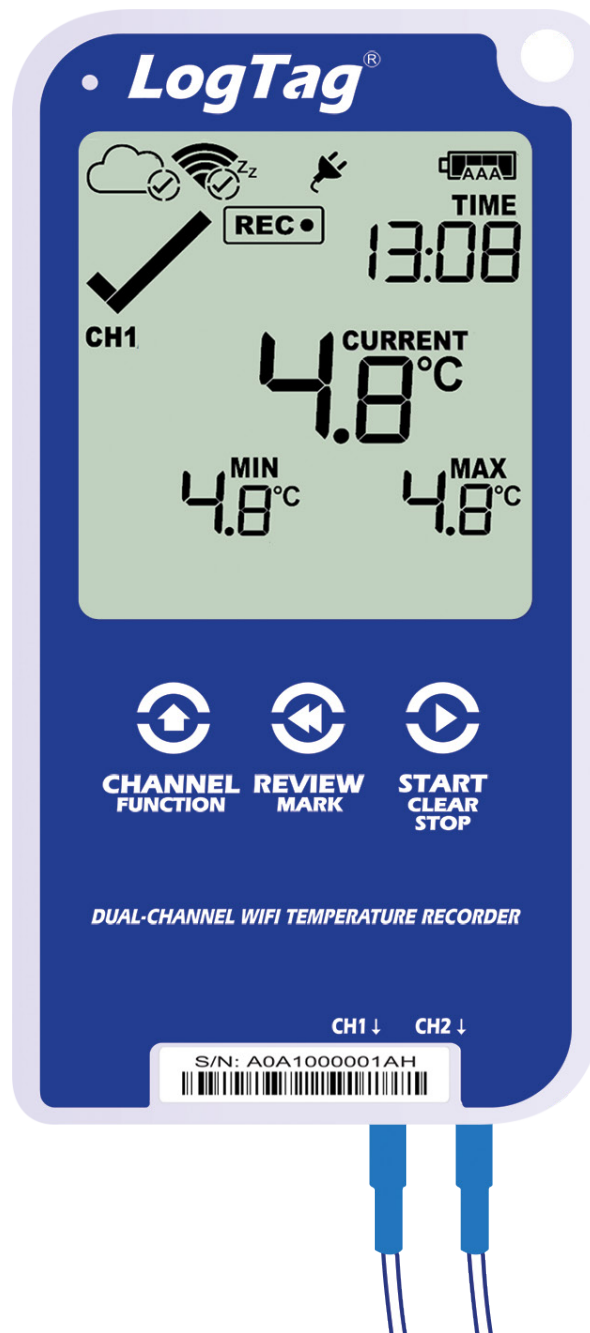 LogTag®
Zz
AAA
TIME
REC
13:08
CH1
CURRENT
4.8°C
MIN
4.8°C
MAX
4.8°C
CHANNEL
FUNCTION
REVIEW
MARK
START
CLEAR
STOP
DUAL-CHANNEL WIFI TEMPERATURE RECORDER
CH1↓ CH2↓
S/N: A0A1000001AH